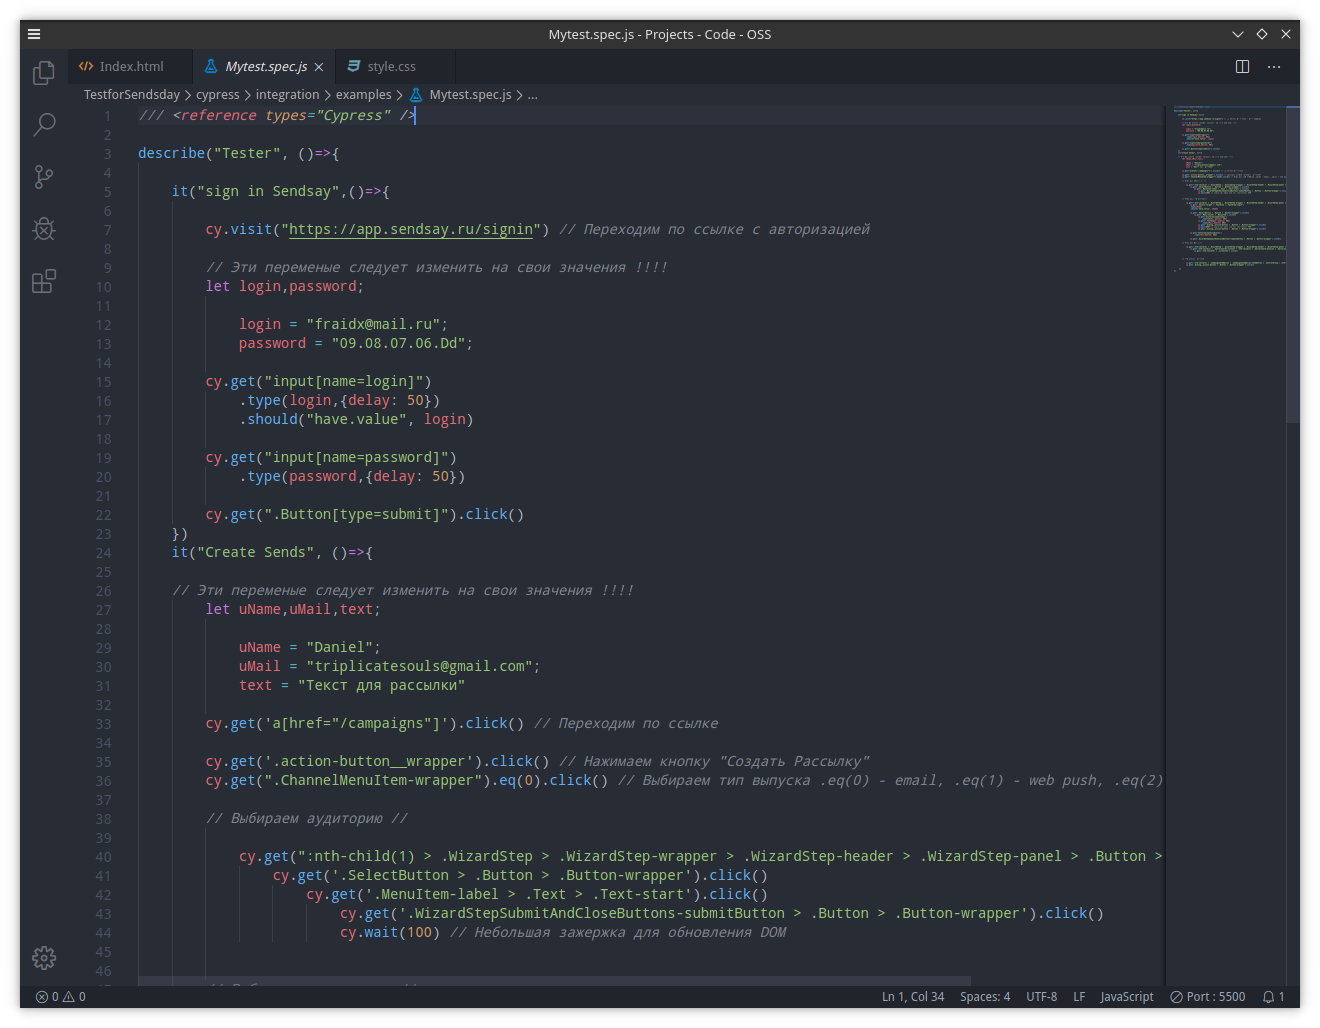 Mytest.spec.js - Projects - Code - OSS
Index.html
Mytest.spec.js
style.css
TestforSendsday > cypress > integration > examples > Mytest.spec.js > ...
1 /// <reference types="Cypress" />
2
3 describe("Tester", ()=>{
4
5 it("sign in Sendsay",()=>{
6
7 cy.visit("https://app.sendsay.ru/signin") // Переходим по ссылке с авторизацией
8
9 // Эти переменые следует изменить на свои значения !!!!
10 let login,password;
11
12 login = "fraidx@mail.ru";
13 password = "09.08.07.06.Dd";
14
15 cy.get("input[name=login]")
16 .type(login,{delay: 50})
17 .should("have.value", login)
18
19 cy.get("input[name=password]")
20 .type(password,{delay: 50})
21
22 cy.get(".Button[type=submit]").click()
23 })
24 it("Create Sends", ()=>{
25
26 // Эти переменые следует изменить на свои значения !!!!
27 let uName,uMail,text;
28
29 uName = "Daniel";
30 uMail = "triplicatesouls@gmail.com";
31 text = "Текст для рассылки"
32
33 cy.get('a[href="/campaigns"]').click() // Переходим по ссылке
34
35 cy.get('.action-button__wrapper').click() // Нажимаем кнопку "Создать Рассылку"
36 cy.get(".ChannelMenuItem-wrapper").eq(0).click() // Выбираем тип выпуска .eq(0) - email, .eq(1) - web push, .eq(2)
37
38 // Выбираем аудиторию //
39
40 cy.get(":nth-child(1) > .WizardStep > .WizardStep-wrapper > .WizardStep-header > .WizardStep-panel > .Button >
41 cy.get('.SelectButton > .Button > .Button-wrapper').click()
42 cy.get('.MenuItem-label > .Text > .Text-start').click()
43 cy.get('.WizardStepSubmitAndCloseButtons-submitButton > .Button > .Button-wrapper').click()
44 cy.wait(100) // Небольшая зажержка для обновления DOM
45
46
0 0 Ln 1, Col 34 Spaces: 4 UTF-8 LF JavaScript Port : 5500 1